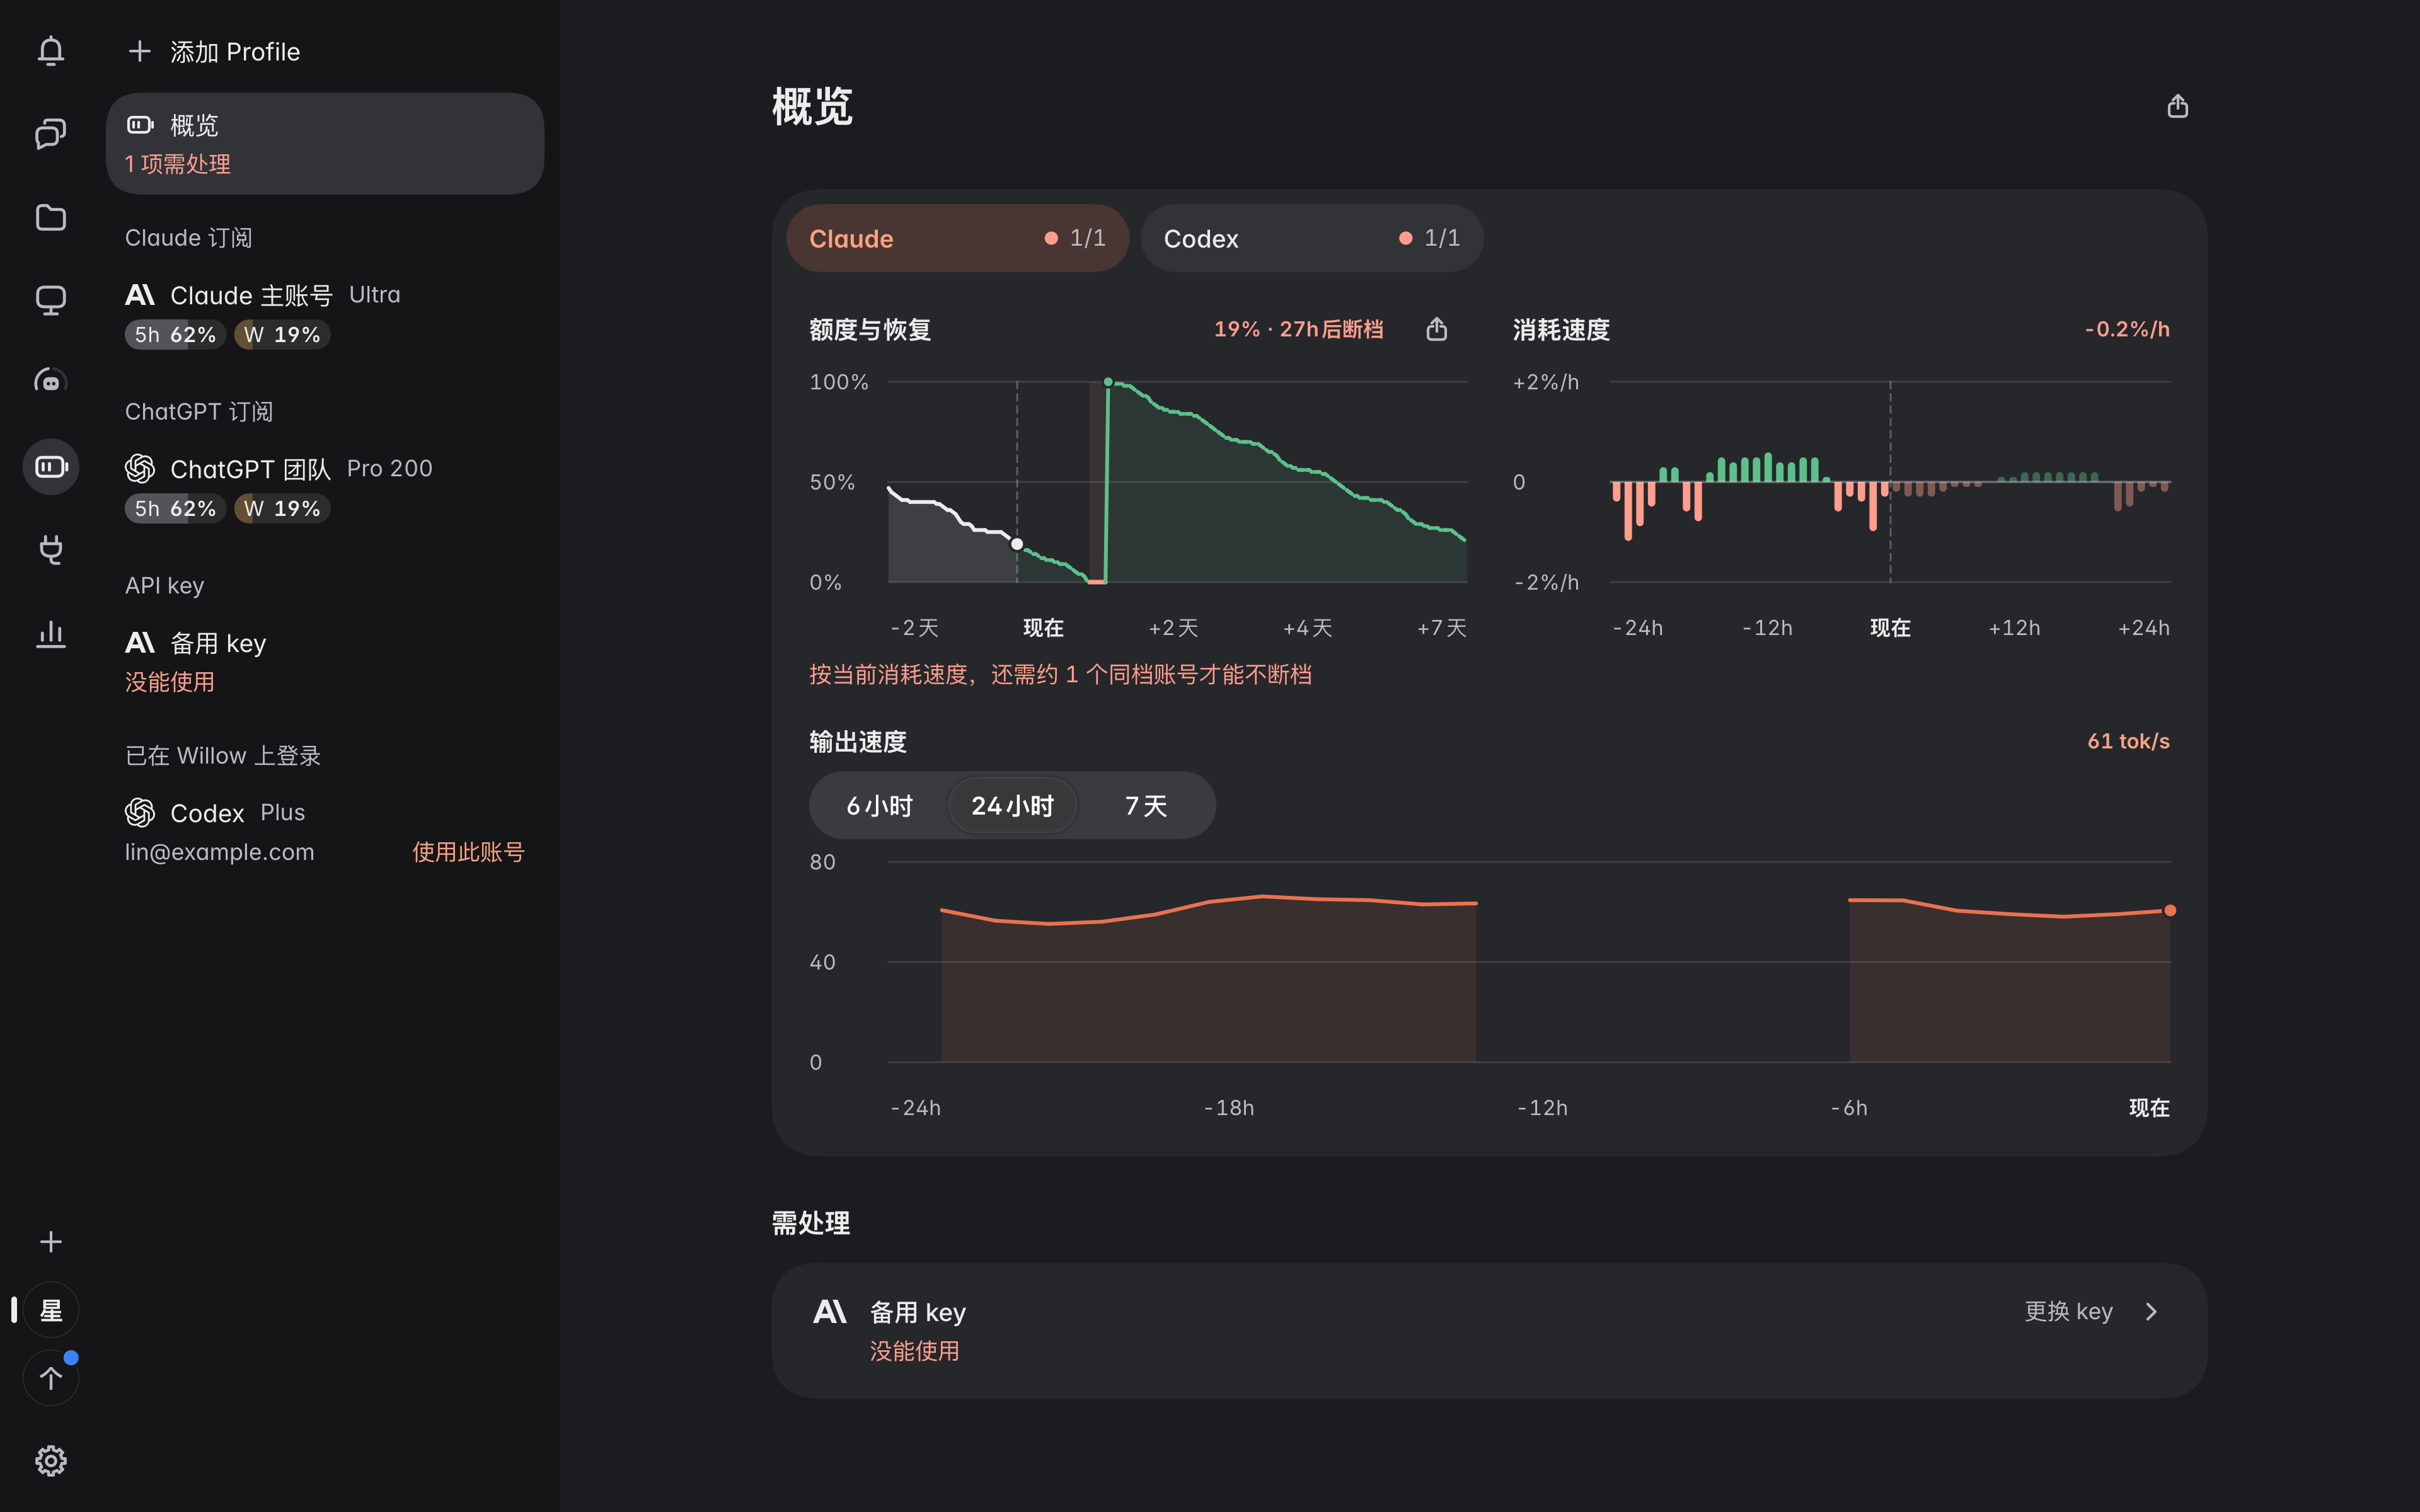 添加 Profile
概览
1 项需处理
Claude 订阅
Claude 主账号 Ultra
5h 62% W 19%
ChatGPT 订阅
ChatGPT 团队 Pro 200
5h 62% W 19%
API key
备用 key
没能使用
已在 Willow 上登录
Codex Plus
lin@example.com 使用此账号
星
个
概览
Claude 1/1 Codex 1/1
额度与恢复 19% · 27h后断档
100%
50%
0%
-2天 现在 +2天 +4天 +7天
按当前消耗速度，还需约 1 个同档账号才能不断档
消耗速度 -0.2%/h
+2%/h
0
-2%/h
-24h -12h 现在 +12h +24h
输出速度 61 tok/s
6小时 24小时 7天
80
40
0
-24h -18h -12h -6h 现在
需处理
备用 key 更换 key
没能使用